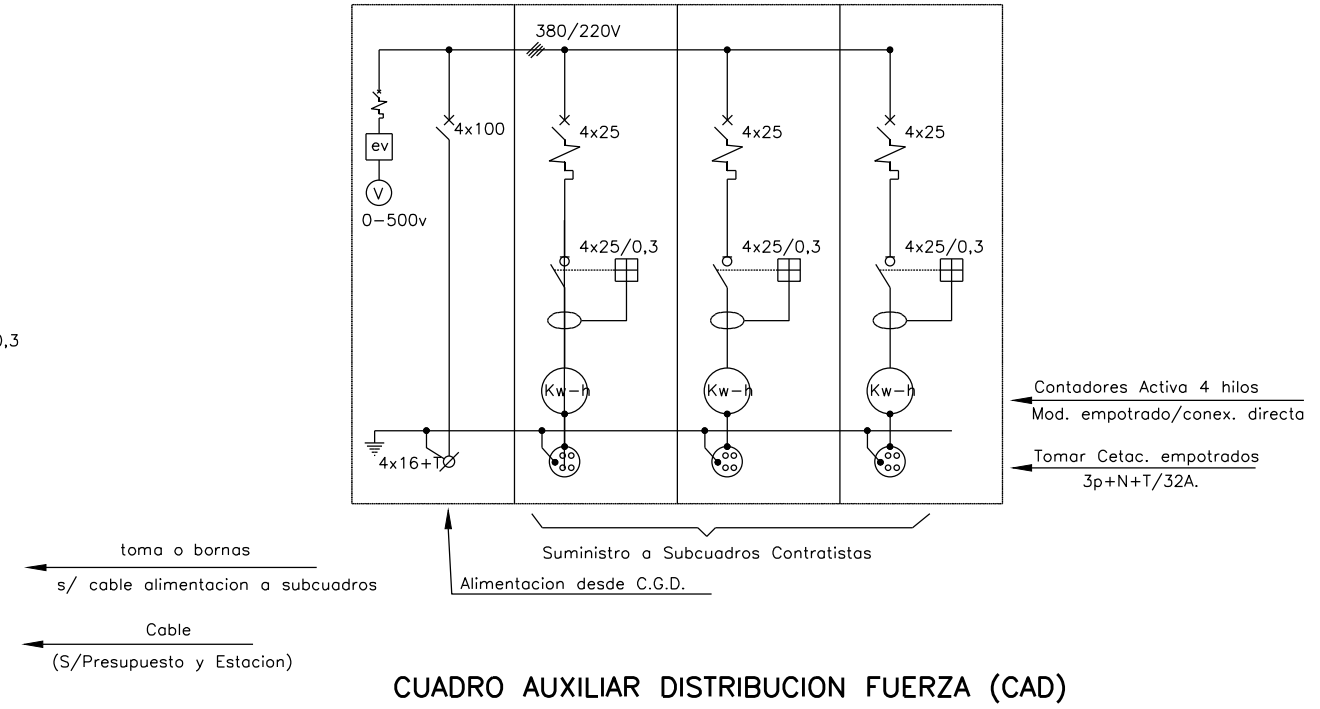 380/220V
4x100
4x25
4x25
4x25
ev
V
0-500v
4x25/0,3
4x25/0,3
4x25/0,3
0,3
Kw-h
Kw-h
Kw-h
Contadores Activa 4 hilos
Mod. empotrado/conex. directa
4x16+T
Tomar Cetac. empotrados
3p+N+T/32A.
toma o bornas
s/ cable alimentacion a subcuadros
Suministro a Subcuadros Contratistas
Alimentacion desde C.G.D.
Cable
(S/Presupuesto y Estacion)
CUADRO AUXILIAR DISTRIBUCION FUERZA (CAD)